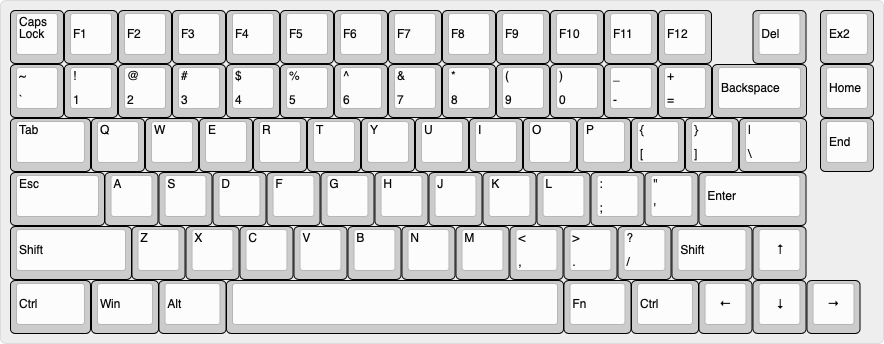 Caps Lock F1 F2 F3 F4 F5 F6 F7 F8 F9 F10 F11 F12 Del Ex2
~ ! @ # $ % ^ & * ( ) _ +
` 1 2 3 4 5 6 7 8 9 0 - = Backspace Home
Tab Q W E R T Y U I O P { } |
[ ] \ End
Esc A S D F G H J K L : "
; ' Enter
Shift Z X C V B N M < > ?
, . / Shift ↑
Ctrl Win Alt Fn Ctrl ← ↓ →